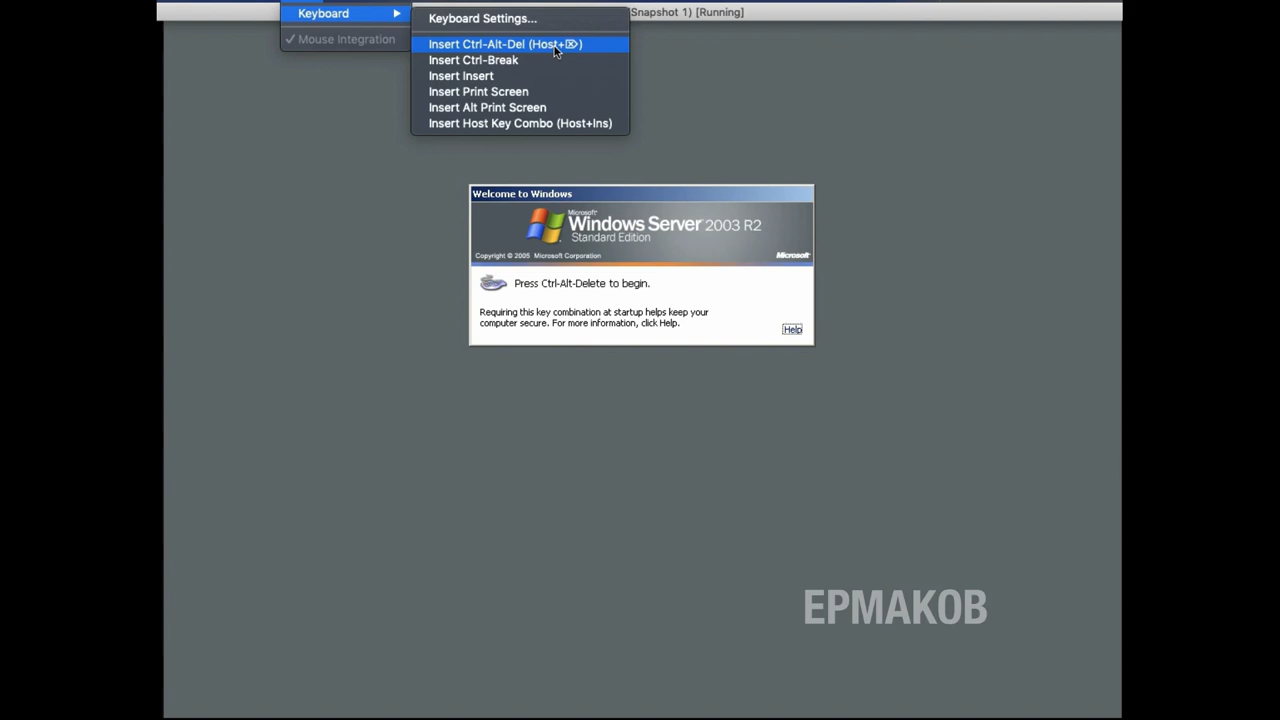 Keyboard
Mouse Integration
Keyboard Settings...
Insert Ctrl-Alt-Del (Host+⌦)
Insert Ctrl-Break
Insert Insert
Insert Print Screen
Insert Alt Print Screen
Insert Host Key Combo (Host+Ins)
Snapshot 1) [Running]
Welcome to Windows
Microsoft
Windows Server 2003 R2
Standard Edition
Copyright © 2005 Microsoft Corporation
Microsoft
Press Ctrl-Alt-Delete to begin.
Requiring this key combination at startup helps keep your
computer secure. For more information, click Help.
Help
ЕРМАКОВ